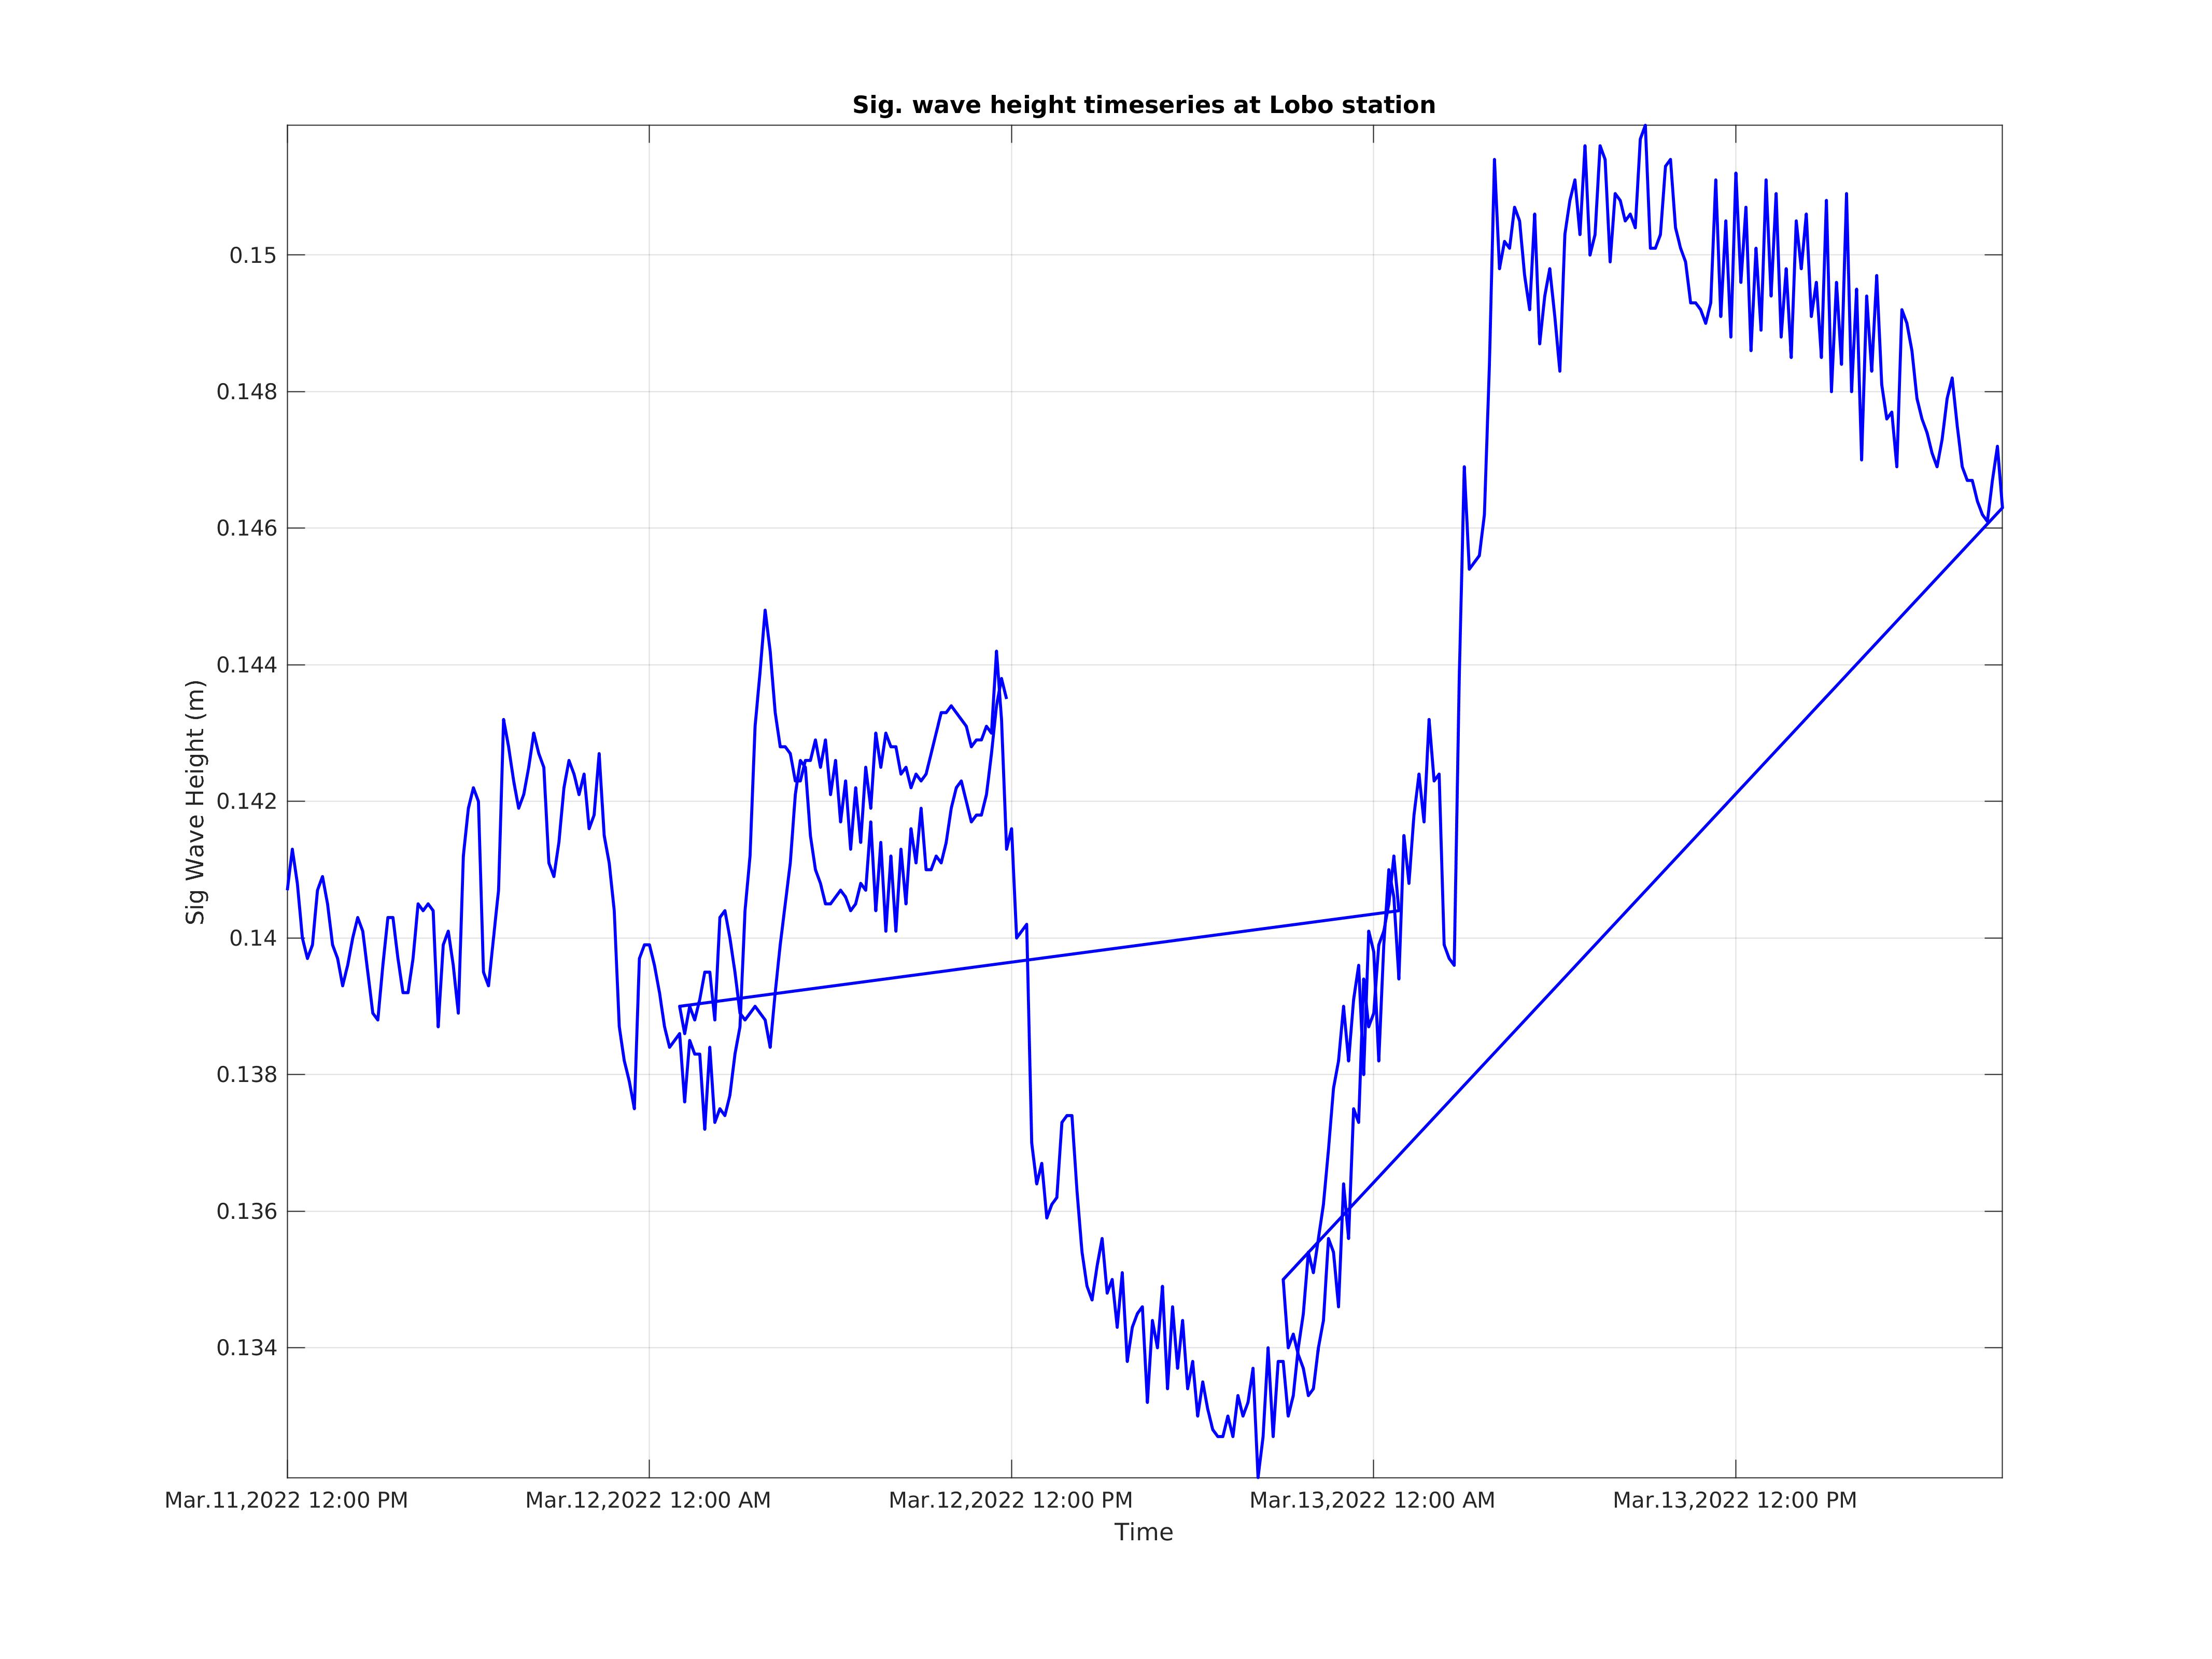 Sig. wave height timeseries at Lobo station
Sig Wave Height (m)
0.15
0.148
0.146
0.144
0.142
0.14
0.138
0.136
0.134
Mar.11,2022 12:00 PM
Mar.12,2022 12:00 AM
Mar.12,2022 12:00 PM
Mar.13,2022 12:00 AM
Mar.13,2022 12:00 PM
Time